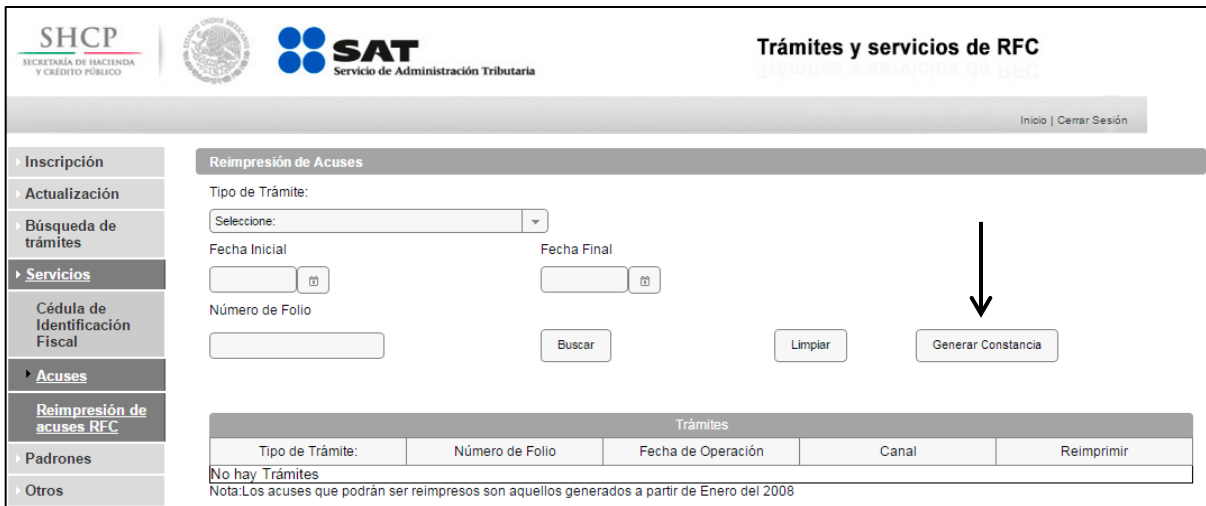 SHCP
SECRETARÍA DE HACIENDA
Y CRÉDITO PÚBLICO
ESTADOS UNIDOS MEXICANOS
SAT
Servicio de Administración Tributaria
Trámites y servicios de RFC
Inicio | Cerrar Sesión
Inscripción
Actualización
Búsqueda de
trámites
Servicios
Cédula de
Identificación
Fiscal
Acuses
Reimpresión de
acuses RFC
Padrones
Otros
Reimpresión de Acuses
Tipo de Trámite:
Seleccione:
Fecha Inicial Fecha Final
Número de Folio
Buscar Limpiar Generar Constancia
Trámites
Tipo de Trámite: Número de Folio Fecha de Operación Canal Reimprimir
No hay Trámites
Nota:Los acuses que podrán ser reimpresos son aquellos generados a partir de Enero del 2008